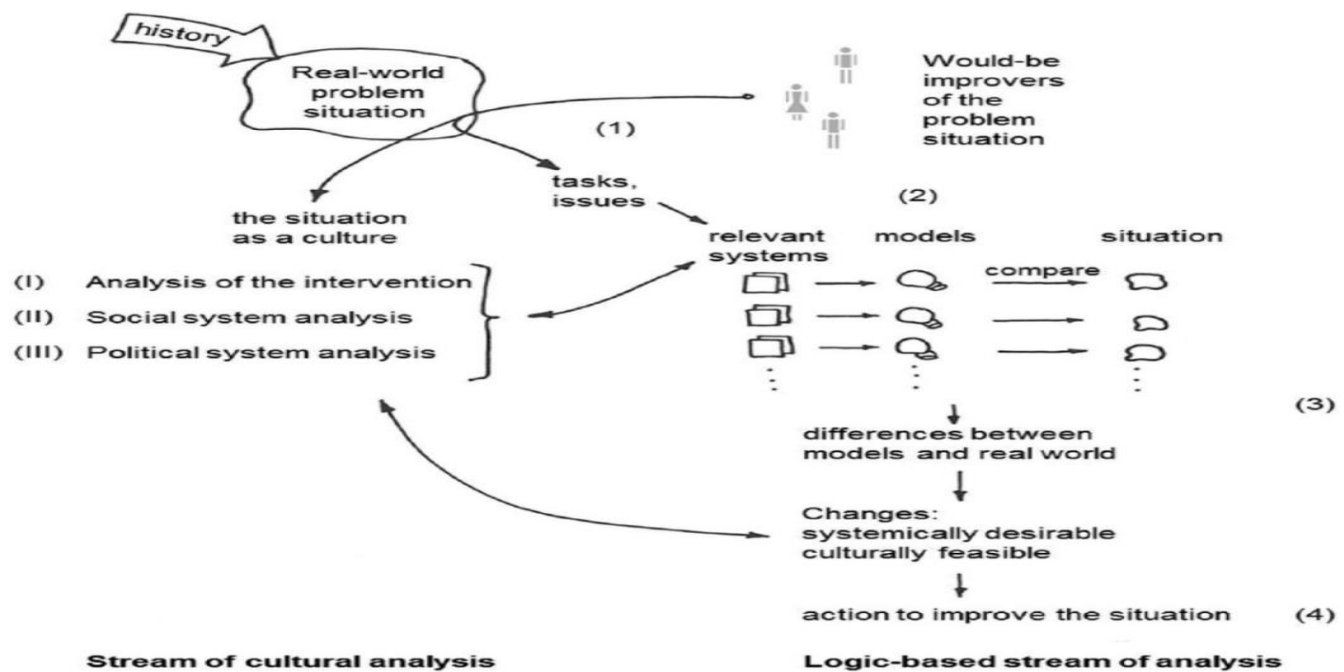 history
Real-world
problem
situation
Would-be
improvers
of the
problem
situation
(1)
tasks,
issues
(2)
the situation
as a culture
relevant
systems
models
situation
compare
(I) Analysis of the intervention
(II) Social system analysis
(III) Political system analysis
(3)
differences between
models and real world
Changes:
systemically desirable
culturally feasible
action to improve the situation
(4)
Stream of cultural analysis
Logic-based stream of analysis